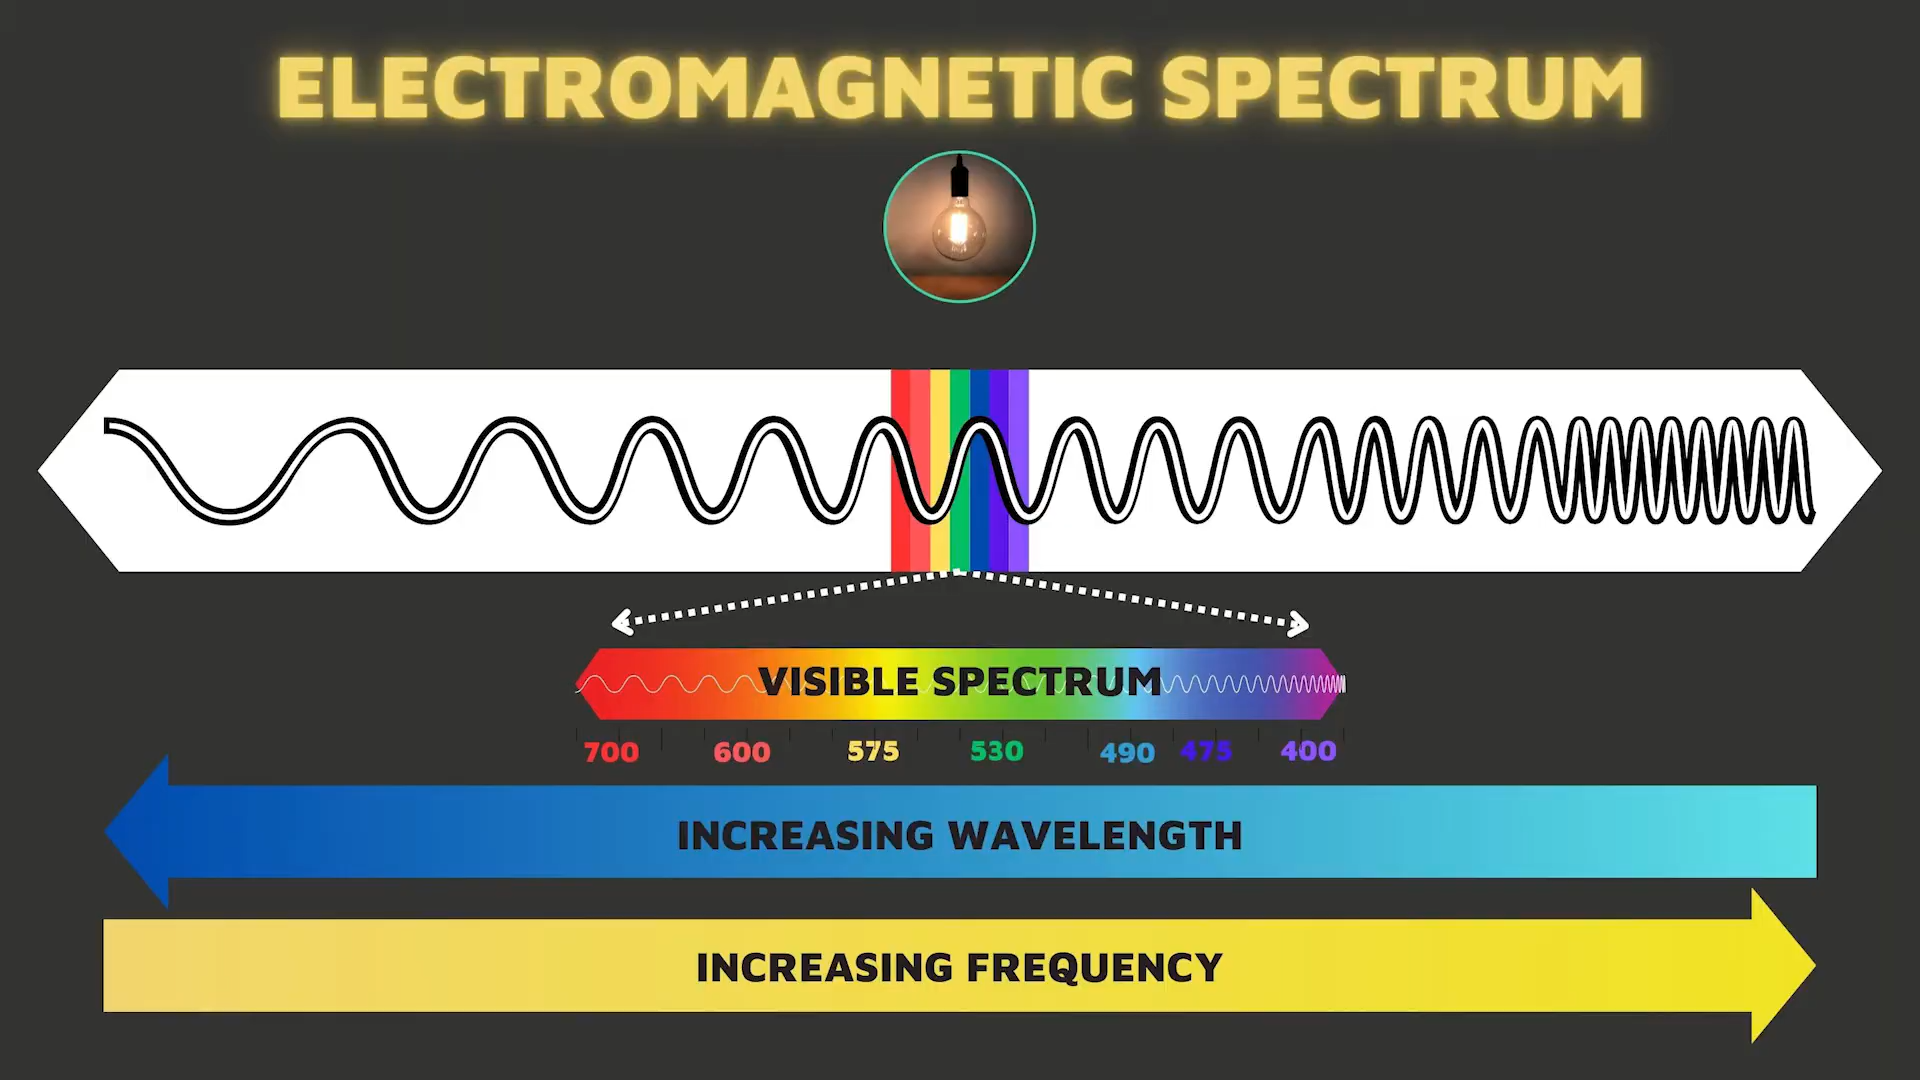 ELECTROMAGNETIC SPECTRUM
VISIBLE SPECTRUM
700 600 575 530 490 475 400
INCREASING WAVELENGTH
INCREASING FREQUENCY